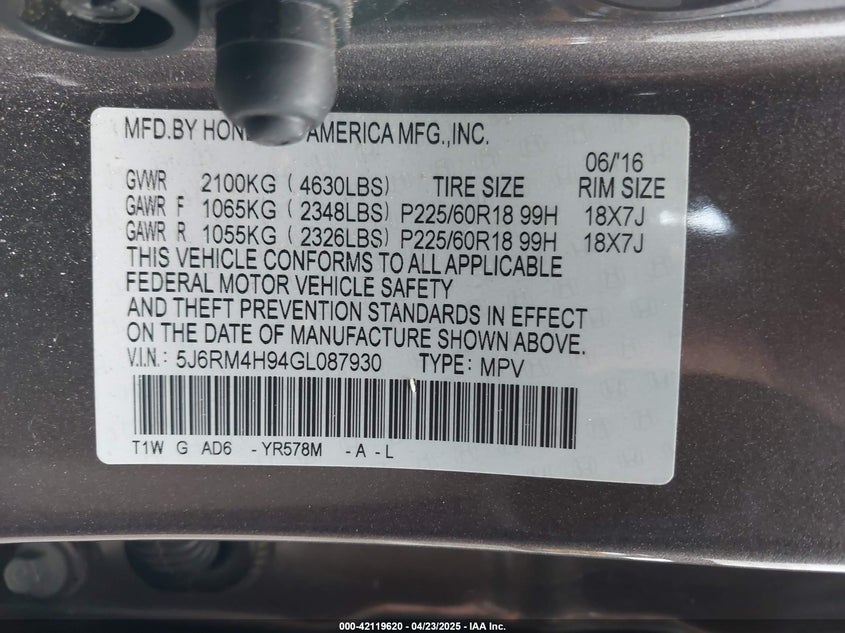 MFD.BY HON AMERICA MFG.,INC.
06/'16
GVWR 2100KG ( 4630LBS) TIRE SIZE RIM SIZE
GAWR F 1065KG ( 2348LBS) P225/60R18 99H 18X7J
GAWR R 1055KG ( 2326LBS) P225/60R18 99H 18X7J
THIS VEHICLE CONFORMS TO ALL APPLICABLE
FEDERAL MOTOR VEHICLE SAFETY
AND THEFT PREVENTION STANDARDS IN EFFECT
ON THE DATE OF MANUFACTURE SHOWN ABOVE.
V.I.N.: 5J6RM4H94GL087930 TYPE: MPV
T1W G AD6 -YR578M -A-L
000-42119620 - 04/23/2025 - IAA Inc.